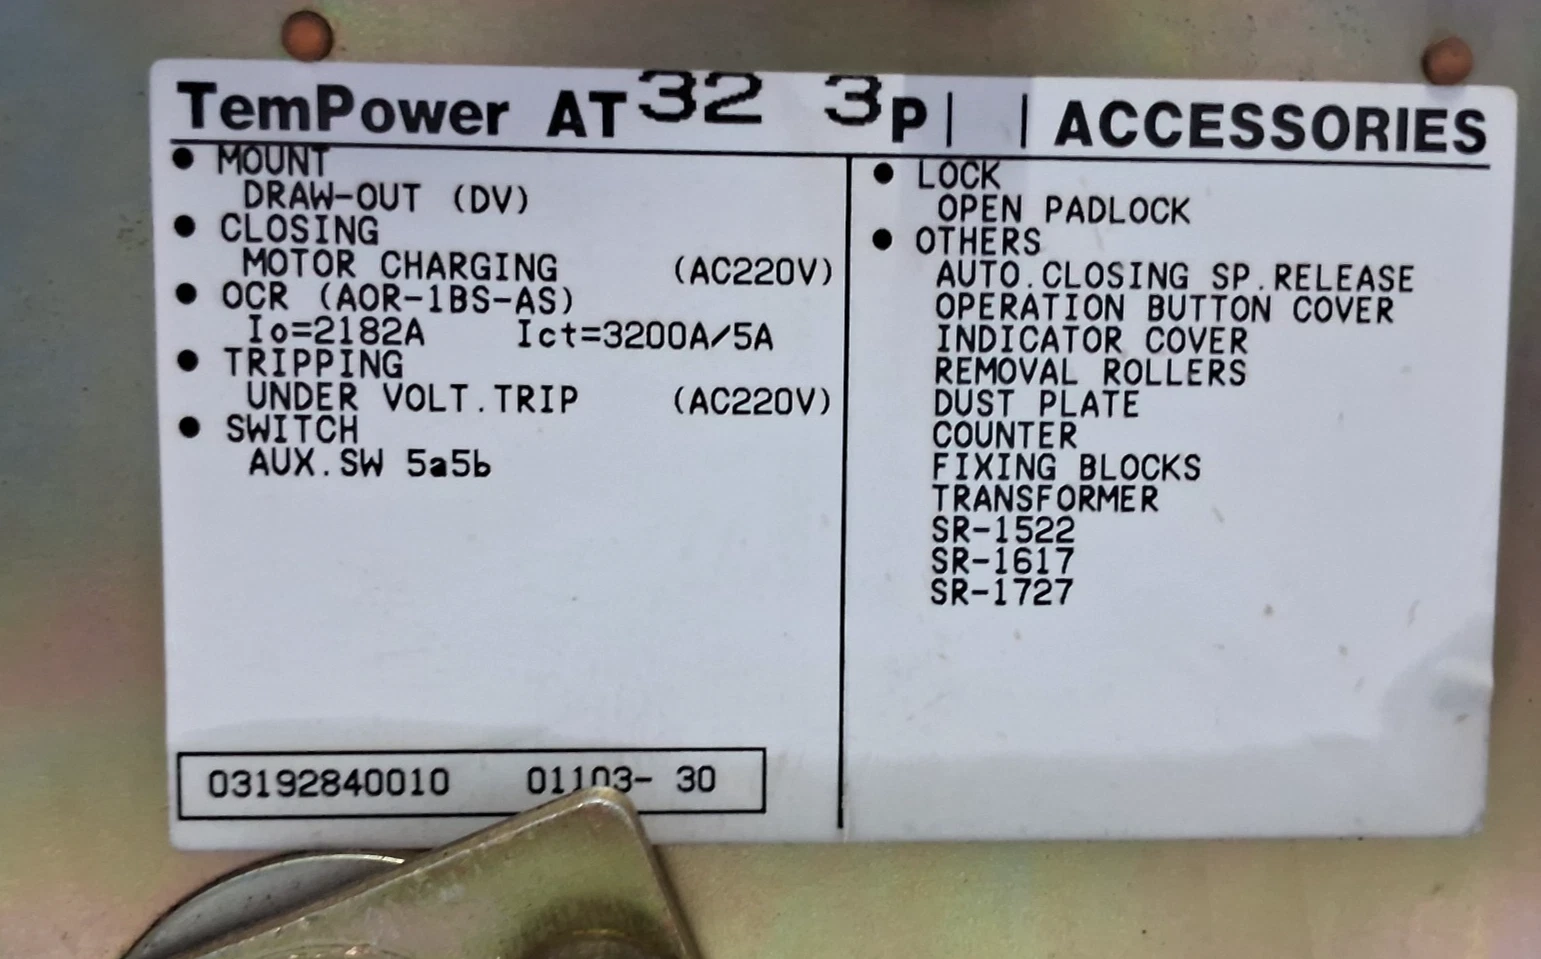 TemPower AT 32 3P | | ACCESSORIES
● MOUNT
DRAW-OUT (DV)
● CLOSING
MOTOR CHARGING (AC220V)
● OCR (AOR-1BS-AS)
Io=2182A Ict=3200A/5A
● TRIPPING
UNDER VOLT.TRIP (AC220V)
● SWITCH
AUX.SW 5a5b
03192840010 01103- 30
● LOCK
OPEN PADLOCK
● OTHERS
AUTO.CLOSING SP.RELEASE
OPERATION BUTTON COVER
INDICATOR COVER
REMOVAL ROLLERS
DUST PLATE
COUNTER
FIXING BLOCKS
TRANSFORMER
SR-1522
SR-1617
SR-1727